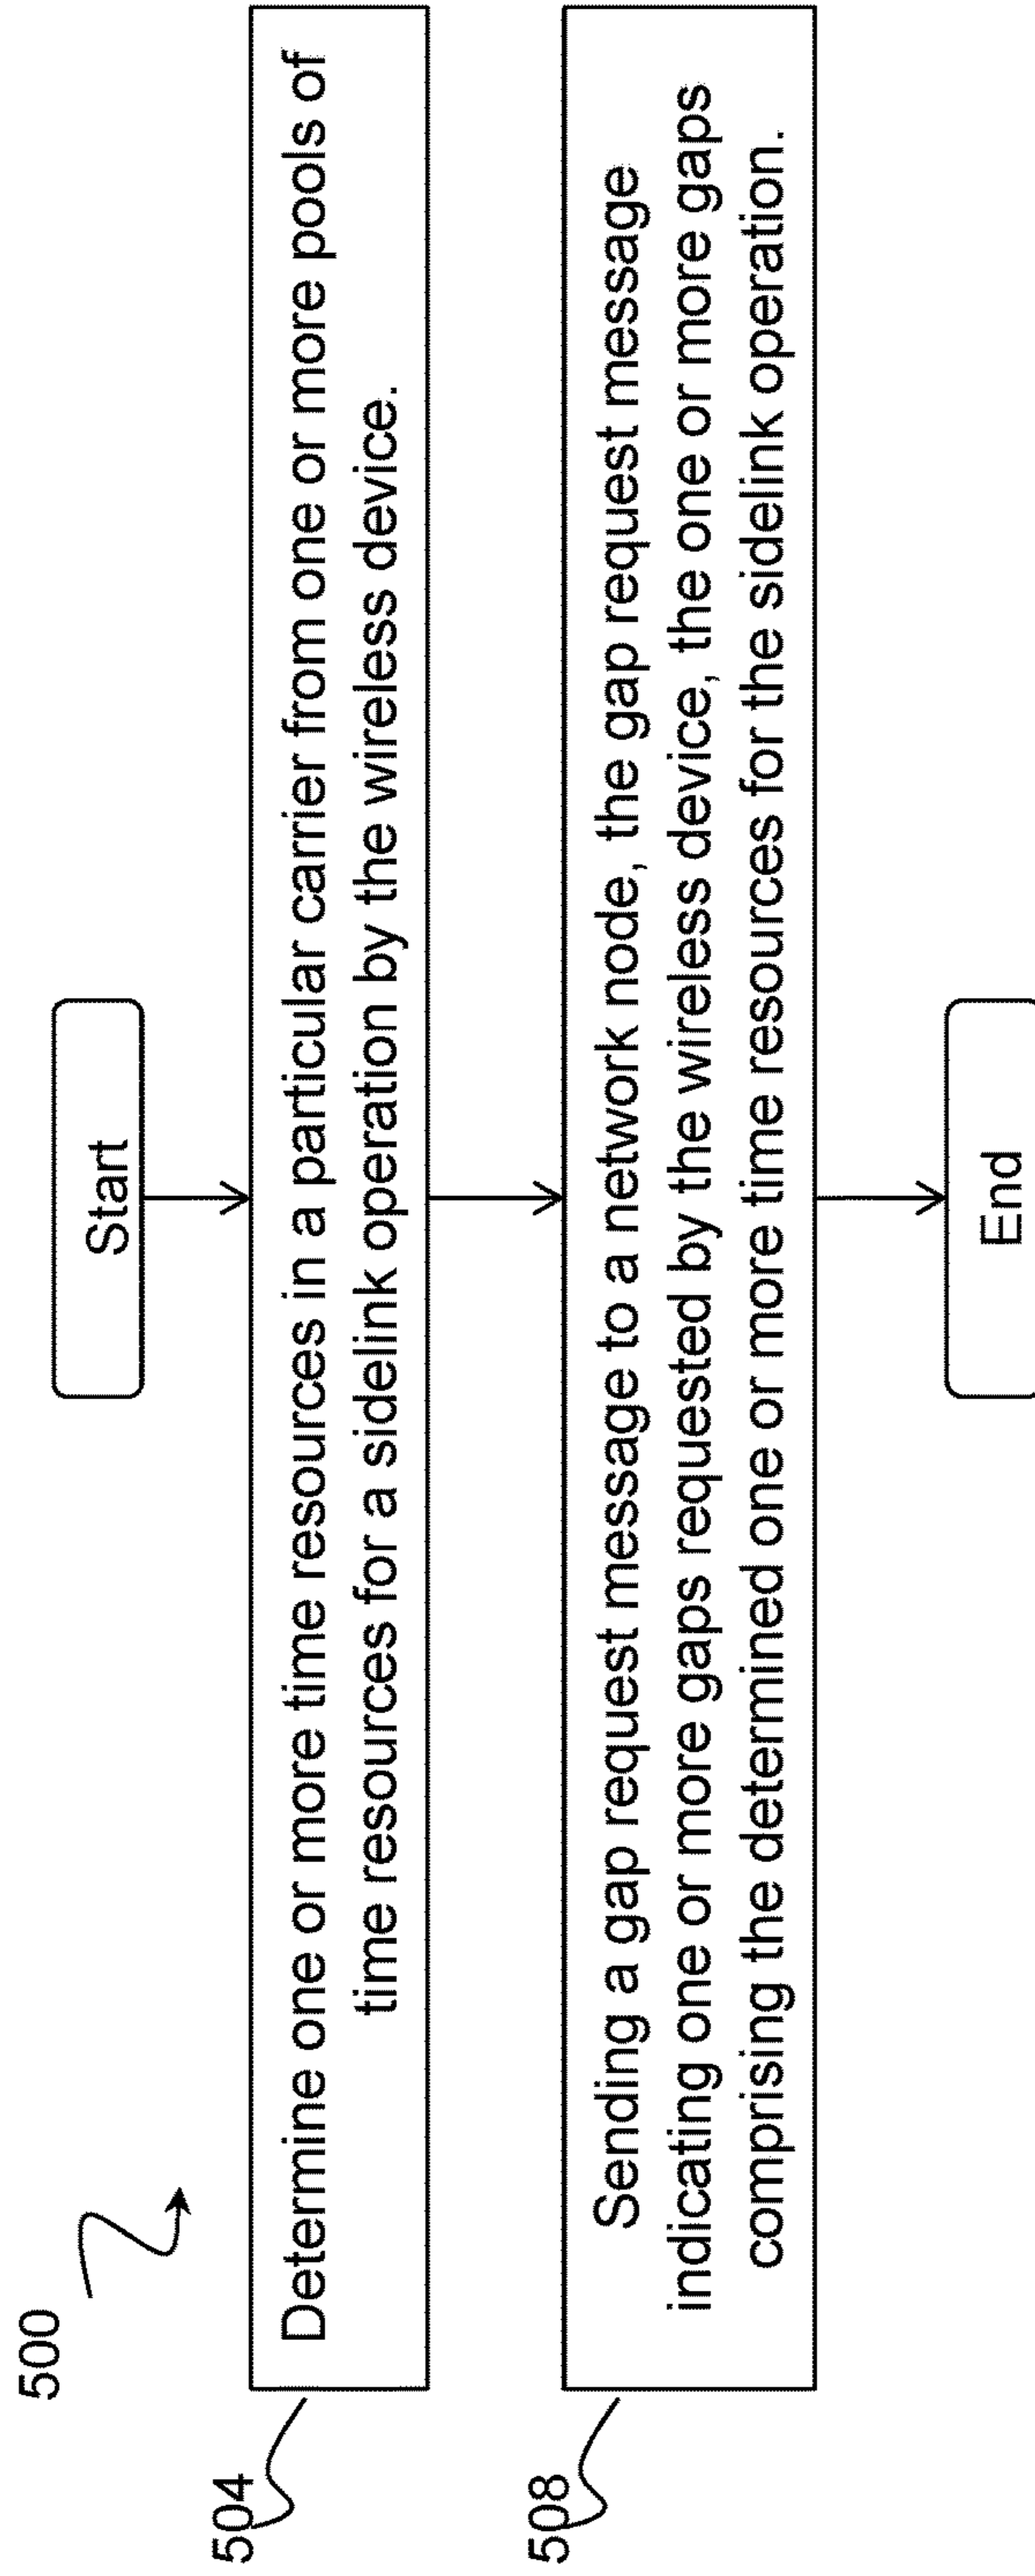 500
Start
504
Determine one or more time resources in a particular carrier from one or more pools of
time resources for a sidelink operation by the wireless device.
508
Sending a gap request message to a network node, the gap request message
indicating one or more gaps requested by the wireless device, the one or more gaps
comprising the determined one or more time resources for the sidelink operation.
End